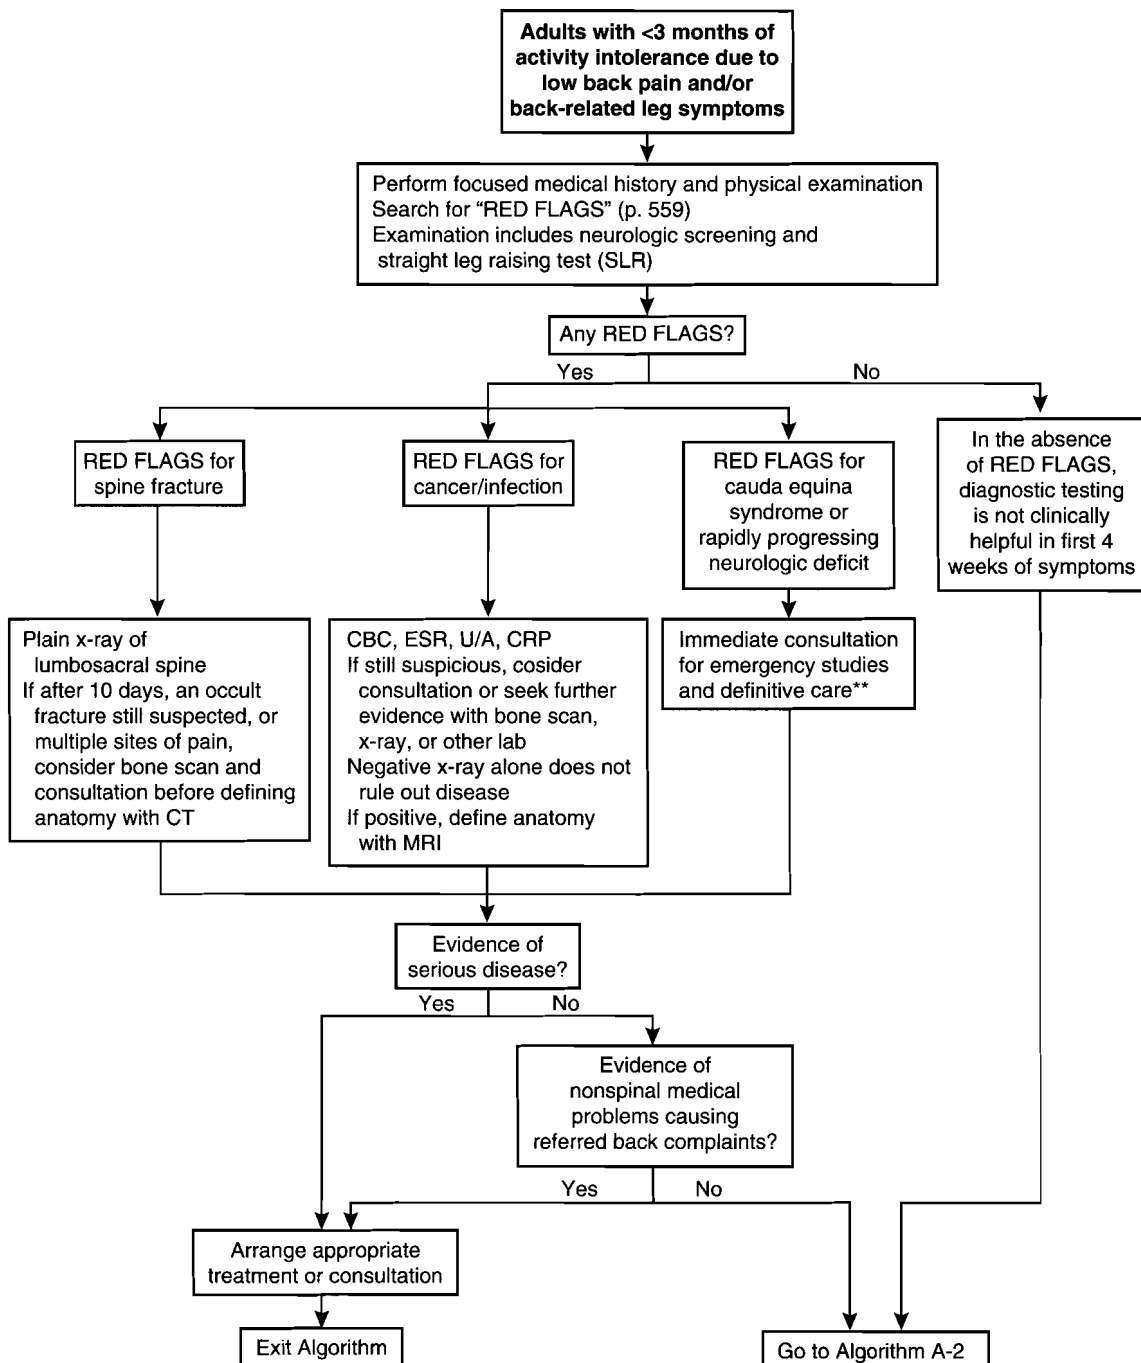 Adults with <3 months of
activity intolerance due to
low back pain and/or
back-related leg symptoms
Perform focused medical history and physical examination
Search for “RED FLAGS” (p. 559)
Examination includes neurologic screening and
straight leg raising test (SLR)
Any RED FLAGS?
Yes
No
RED FLAGS for
spine fracture
RED FLAGS for
cancer/infection
RED FLAGS for
cauda equina
syndrome or
rapidly progressing
neurologic deficit
In the absence
of RED FLAGS,
diagnostic testing
is not clinically
helpful in first 4
weeks of symptoms
Plain x-ray of
lumbosacral spine
If after 10 days, an occult
fracture still suspected, or
multiple sites of pain,
consider bone scan and
consultation before defining
anatomy with CT
CBC, ESR, U/A, CRP
If still suspicious, cosider
consultation or seek further
evidence with bone scan,
x-ray, or other lab
Negative x-ray alone does not
rule out disease
If positive, define anatomy
with MRI
Immediate consultation
for emergency studies
and definitive care**
Evidence of
serious disease?
Yes
No
Evidence of
nonspinal medical
problems causing
referred back complaints?
Yes
No
Arrange appropriate
treatment or consultation
Exit Algorithm
Go to Algorithm A-2